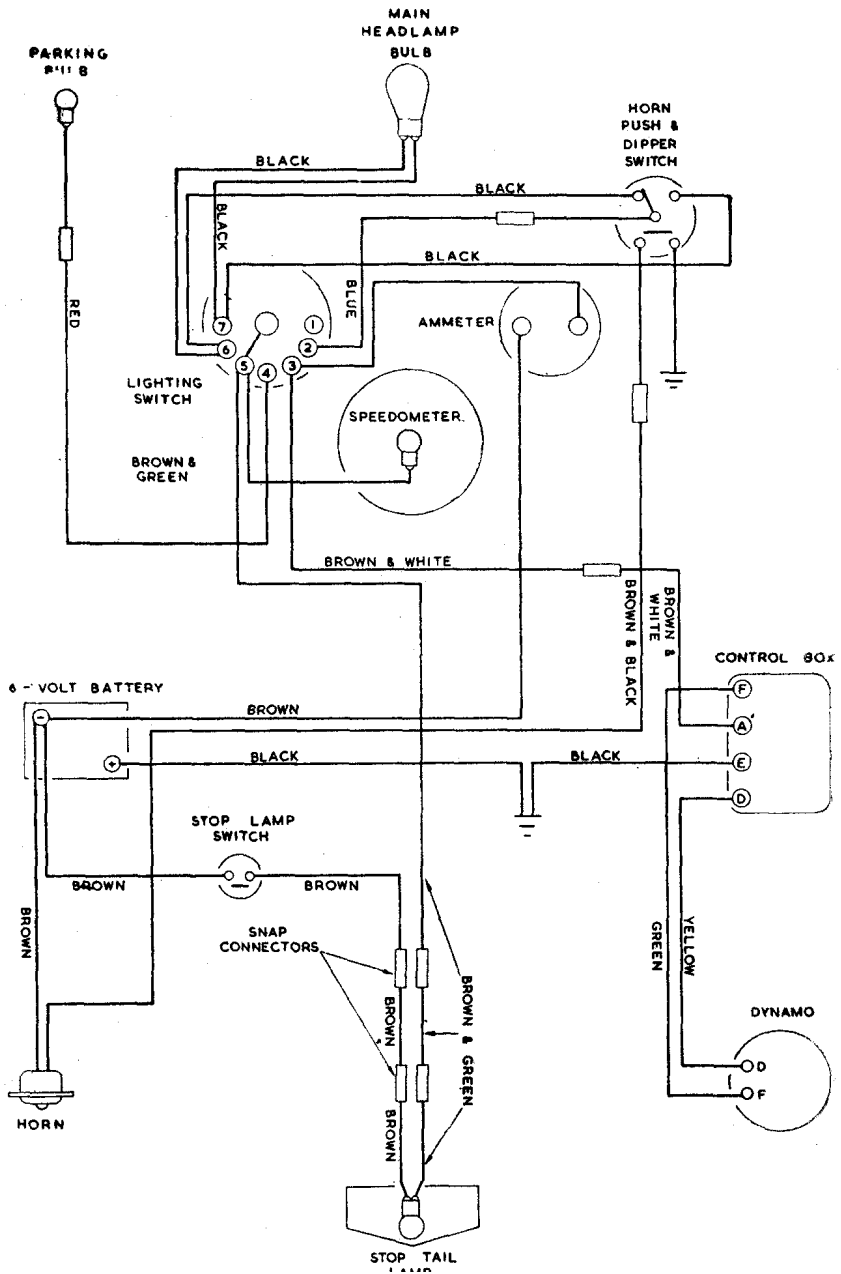 MAIN
HEADLAMP
BULB
PARKING
HORN
PUSH &
DIPPER
SWITCH
BLACK
BLACK
BLACK
BLACK
BLUE
RED
7
1
6
2
5
4
3
AMMETER
LIGHTING
SWITCH
SPEEDOMETER.
BROWN &
GREEN
BROWN & WHITE
BROWN & BLACK
BROWN &
WHITE
CONTROL BOX
6-VOLT BATTERY
BROWN
F
A
E
D
-
+
BLACK
BLACK
STOP LAMP
SWITCH
BROWN
BROWN
BROWN
SNAP
CONNECTORS
BROWN
BROWN & GREEN
BROWN
GREEN
YELLOW
DYNAMO
D
F
HORN
STOP TAIL
LAMP